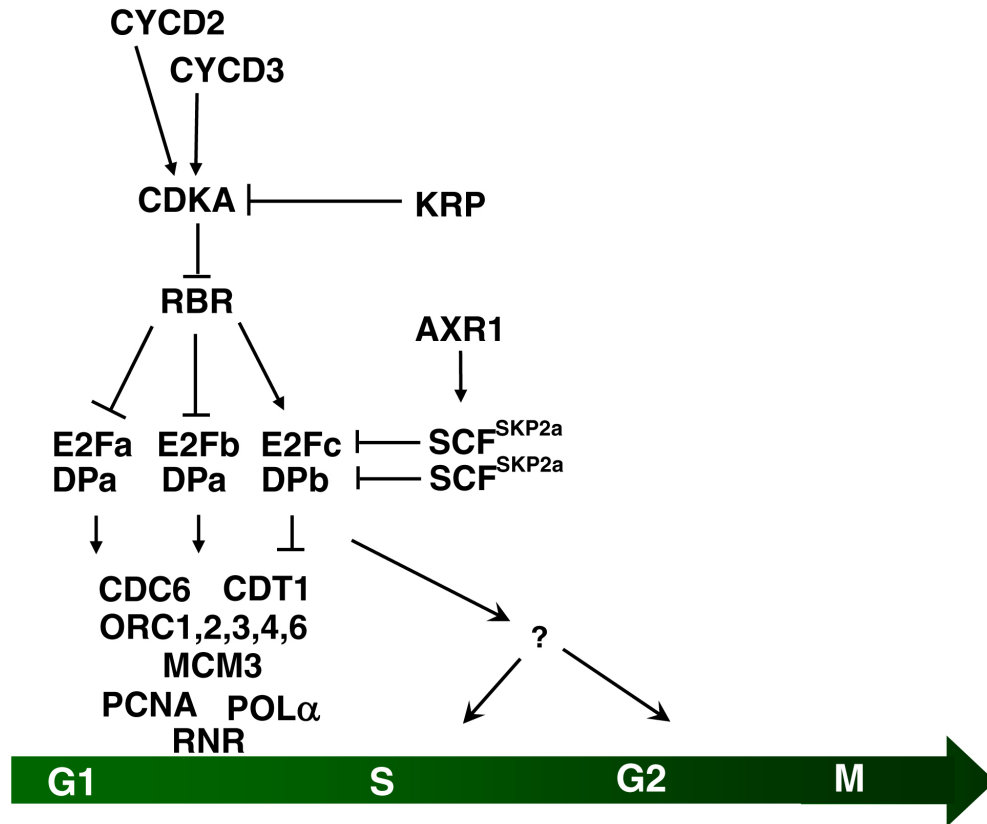 CYCD2
CYCD3
CDKA
KRP
RBR
AXR1
E2Fa E2Fb E2Fc SCF^SKP2a
DPa DPa DPb SCF^SKP2a
CDC6 CDT1
ORC1,2,3,4,6
MCM3
?
PCNA POLα
RNR
G1 S G2 M